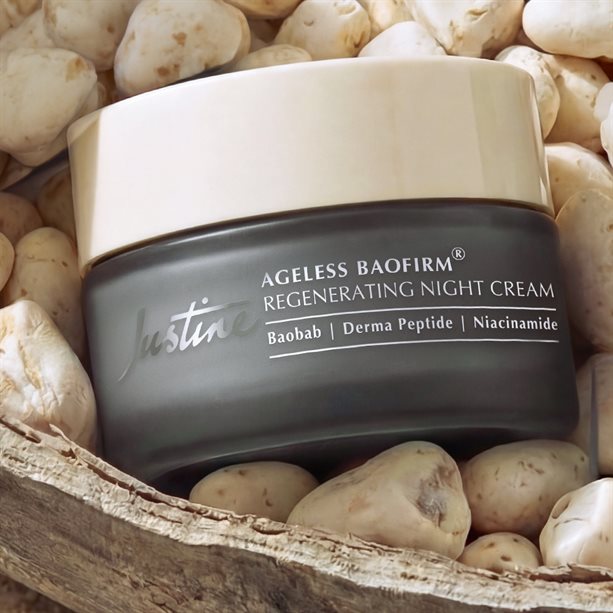 AGELESS BAOFIRM®
REGENERATING NIGHT CREAM
Justine
Baobab | Derma Peptide | Niacinamide